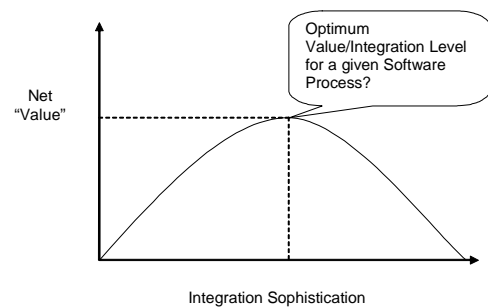 Optimum
Value/Integration Level
for a given Software
Process?
Net
“Value”
Integration Sophistication